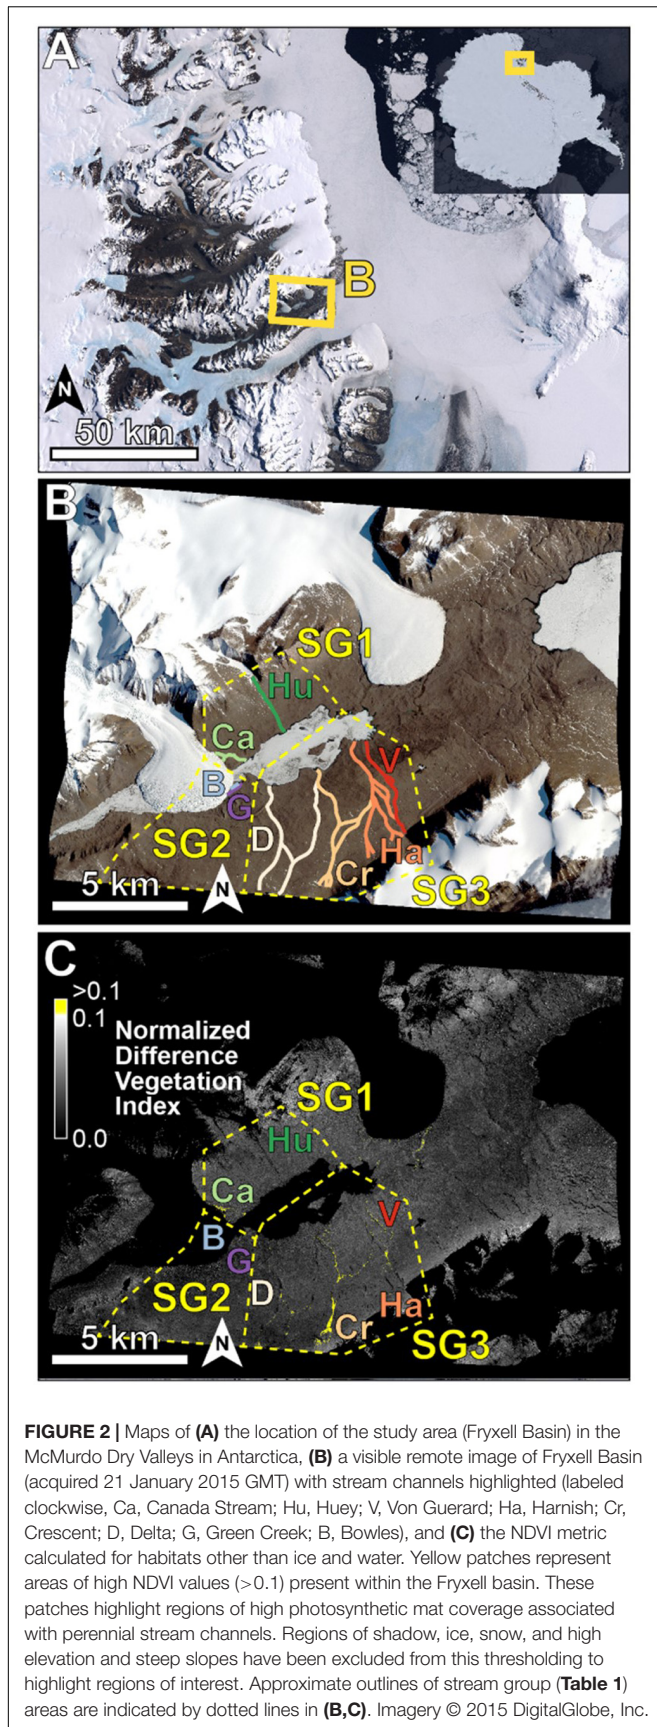 A
B
N
50 km
B
SG1
Hu
Ca
B
G
V
SG2
D
Ha
Cr
SG3
5 km
N
C
>0.1
0.1
Normalized
Difference
Vegetation
Index
0.0
SG1
Hu
Ca
V
B
G
SG2
D
Ha
Cr
SG3
5 km
N
FIGURE 2 | Maps of (A) the location of the study area (Fryxell Basin) in the
McMurdo Dry Valleys in Antarctica, (B) a visible remote image of Fryxell Basin
(acquired 21 January 2015 GMT) with stream channels highlighted (labeled
clockwise, Ca, Canada Stream; Hu, Huey; V, Von Guerard; Ha, Harnish; Cr,
Crescent; D, Delta; G, Green Creek; B, Bowles), and (C) the NDVI metric
calculated for habitats other than ice and water. Yellow patches represent
areas of high NDVI values (>0.1) present within the Fryxell basin. These
patches highlight regions of high photosynthetic mat coverage associated
with perennial stream channels. Regions of shadow, ice, snow, and high
elevation and steep slopes have been excluded from this thresholding to
highlight regions of interest. Approximate outlines of stream group (Table 1)
areas are indicated by dotted lines in (B,C). Imagery © 2015 DigitalGlobe, Inc.